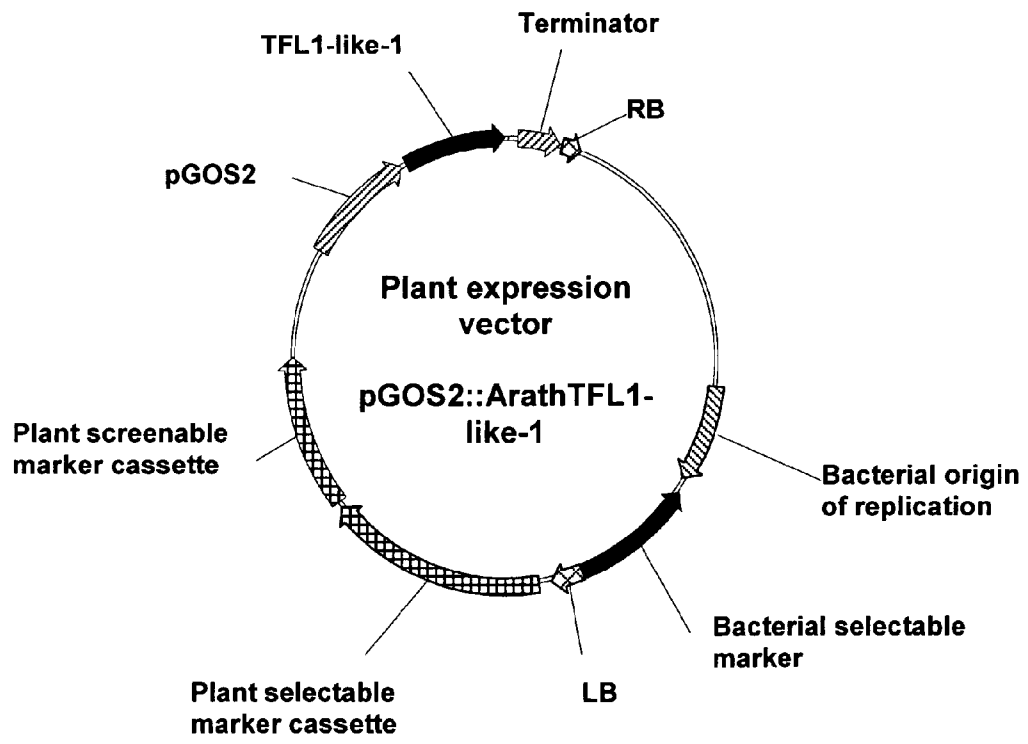 Terminator
TFL1-like-1
RB
pGOS2
Plant expression
vector
pGOS2::ArathTFL1-
like-1
Plant screenable
marker cassette
Bacterial origin
of replication
Bacterial selectable
marker
LB
Plant selectable
marker cassette